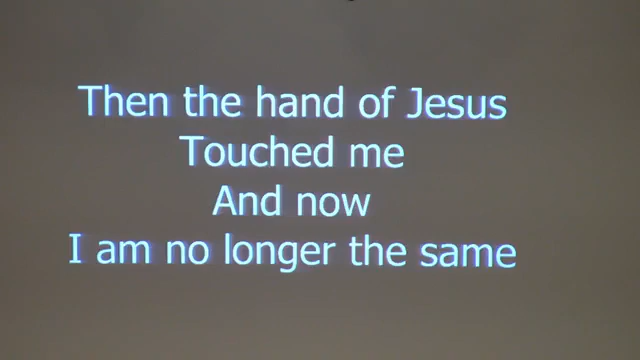 Then the hand of Jesus
Touched me
And now
I am no longer the same